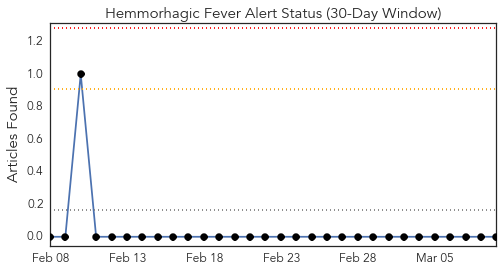 Hemmorhagic Fever Alert Status (30-Day Window)
Articles Found
1.2
1.0
0.8
0.6
0.4
0.2
0.0
Feb 08 Feb 13 Feb 18 Feb 23 Feb 28 Mar 05